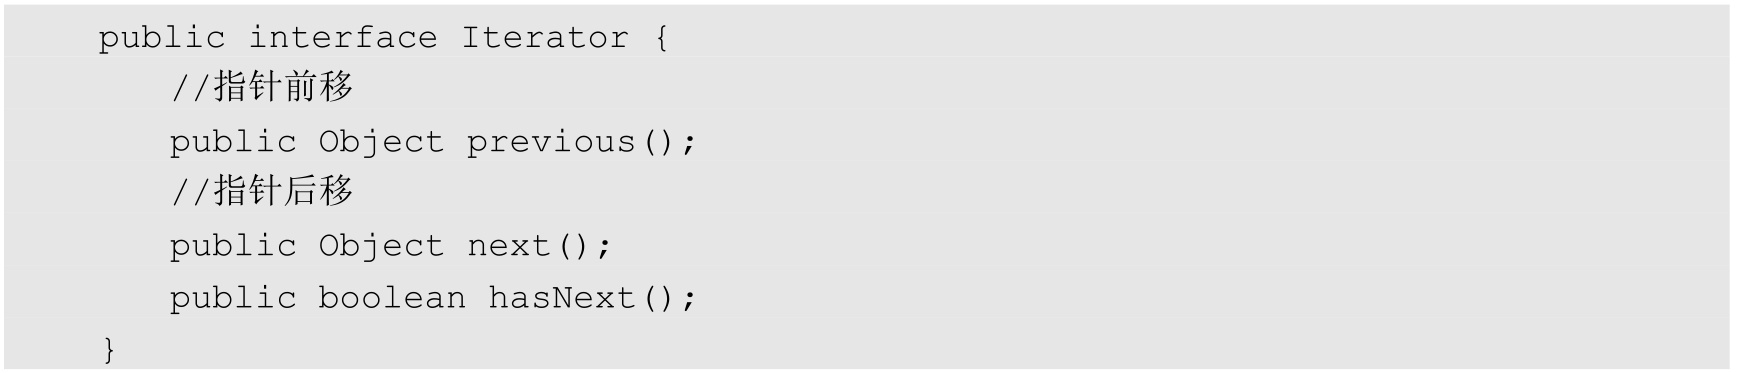 public interface Iterator {
//指针前移
public Object previous();
//指针后移
public Object next();
public boolean hasNext();
}